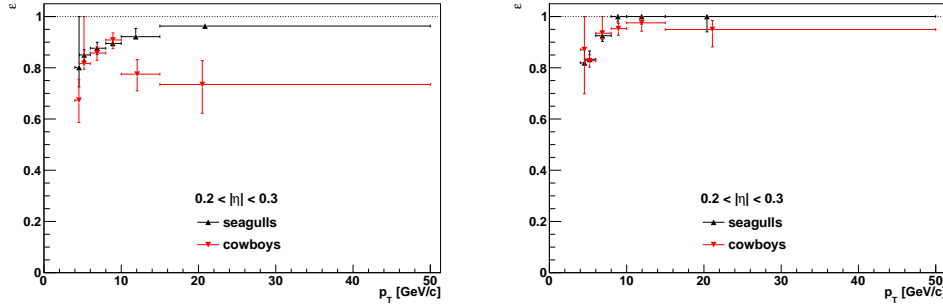 ε
1
0.8
0.6
0.4
0.2
0
0.2 < |η| < 0.3
seagulls
cowboys
0 10 20 30 40 50
p_T [GeV/c]
ε
1
0.8
0.6
0.4
0.2
0
0.2 < |η| < 0.3
seagulls
cowboys
0 10 20 30 40 50
p_T [GeV/c]